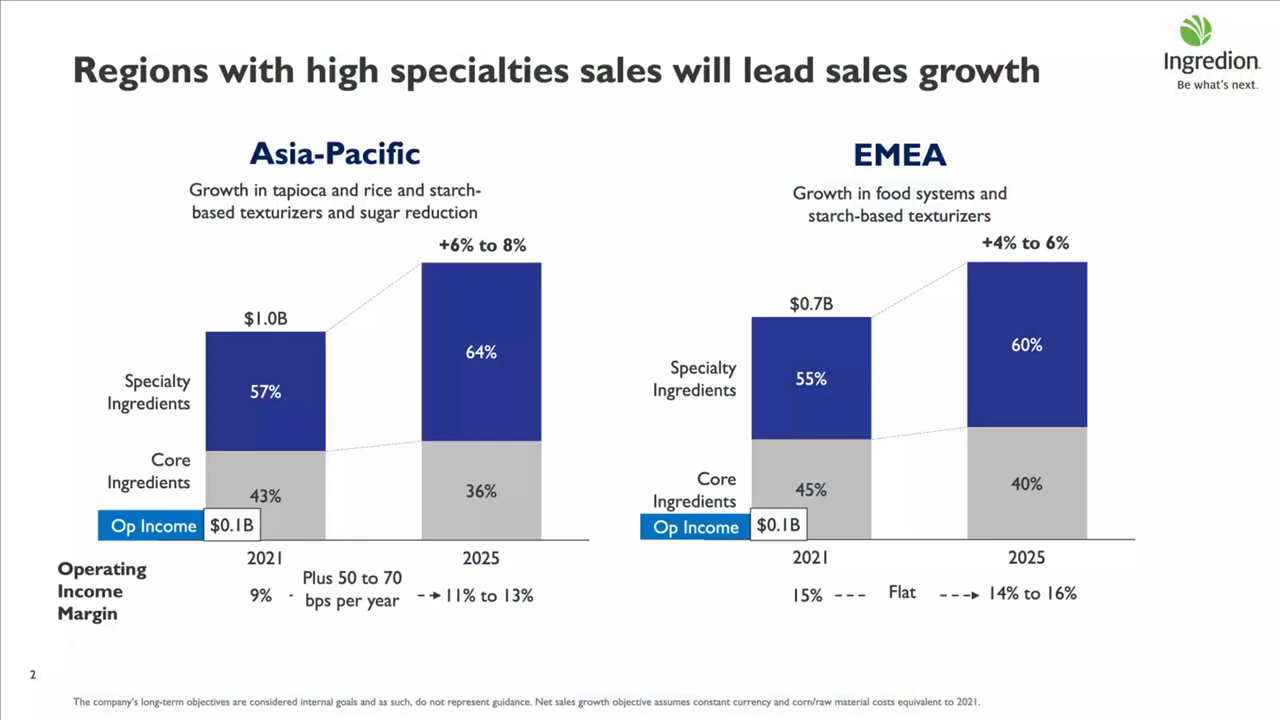 Regions with high specialties sales will lead sales growth
Ingredion.
Be what's next.
Asia-Pacific
Growth in tapioca and rice and starch-
based texturizers and sugar reduction
+6% to 8%
$1.0B
64%
57%
Specialty
Ingredients
Core
Ingredients
43%
36%
Op Income
$0.1B
2021
2025
Operating
Income
Margin
9%
Plus 50 to 70
bps per year
11% to 13%
EMEA
Growth in food systems and
starch-based texturizers
+4% to 6%
$0.7B
60%
55%
Specialty
Ingredients
Core
Ingredients
45%
40%
Op Income
$0.1B
2021
2025
15%
Flat
14% to 16%
2
The company's long-term objectives are considered internal goals and as such, do not represent guidance. Net sales growth objective assumes constant currency and corn/raw material costs equivalent to 2021.